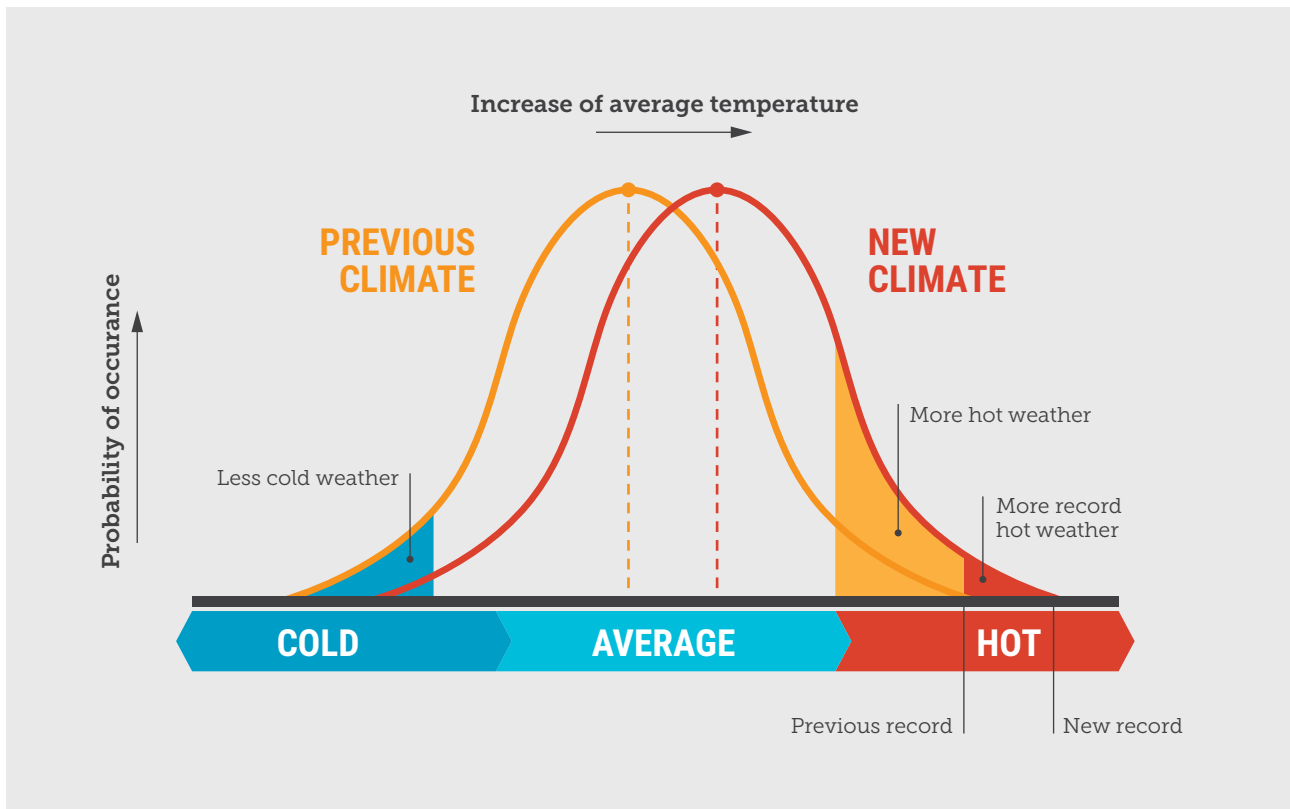 Increase of average temperature
PREVIOUS
CLIMATE
NEW
CLIMATE
Probability of occurance
More hot weather
Less cold weather
More record
hot weather
COLD
AVERAGE
HOT
Previous record
New record